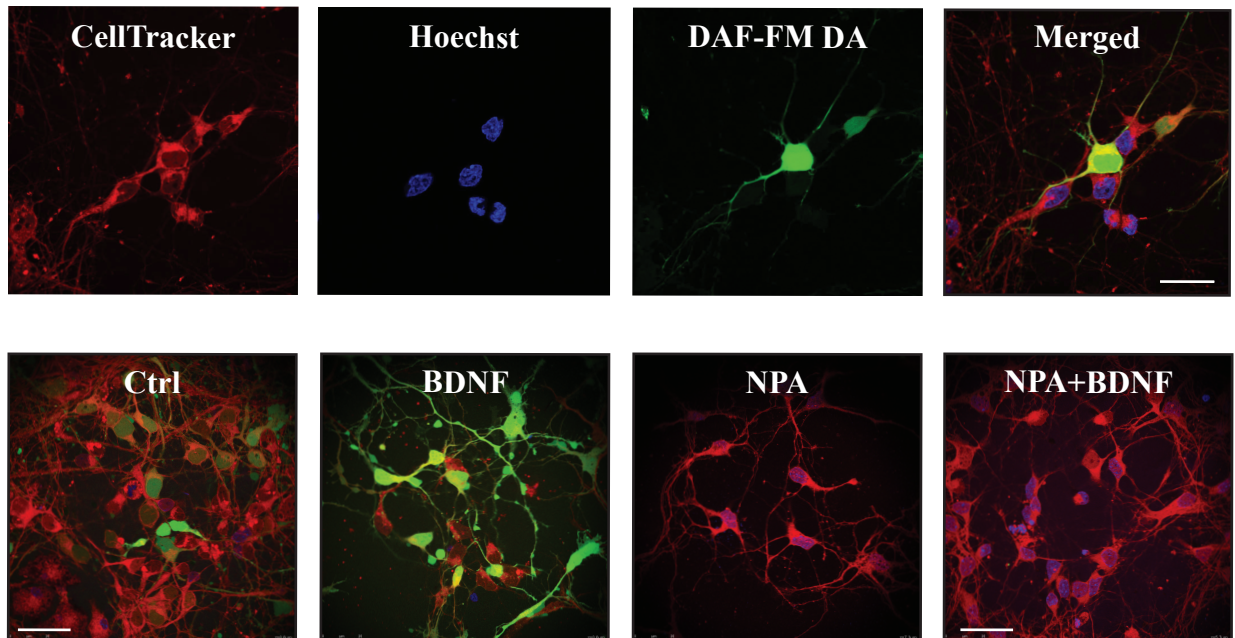 CellTracker
Hoechst
DAF-FM DA
Merged
Ctrl
BDNF
NPA
NPA+BDNF